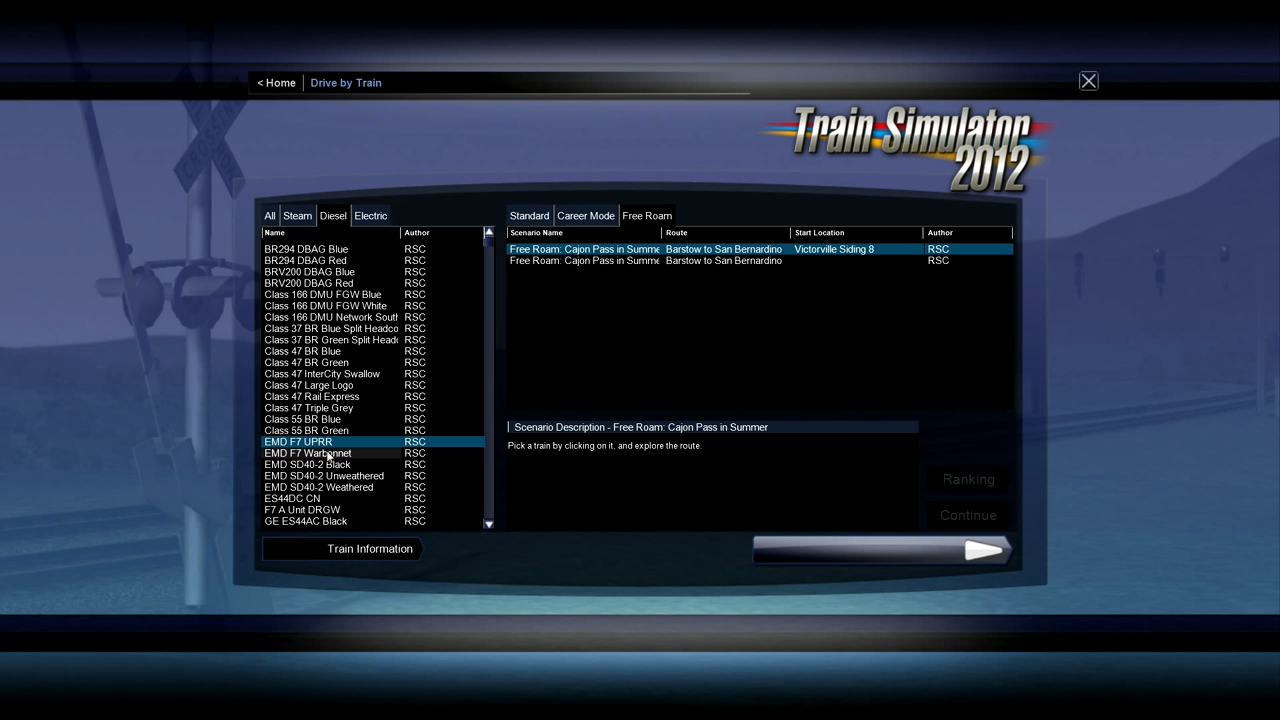 < Home
Drive by Train
Train Simulator
2012
All Steam Diesel Electric
Name Author
BR294 DBAG Blue RSC
BR294 DBAG Red RSC
BRV200 DBAG Blue RSC
BRV200 DBAG Red RSC
Class 166 DMU FGW Blue RSC
Class 166 DMU FGW White RSC
Class 166 DMU Network South RSC
Class 37 BR Blue Split Headco RSC
Class 37 BR Green Split Headc RSC
Class 47 BR Blue RSC
Class 47 BR Green RSC
Class 47 InterCity Swallow RSC
Class 47 Large Logo RSC
Class 47 Rail Express RSC
Class 47 Triple Grey RSC
Class 55 BR Blue RSC
Class 55 BR Green RSC
EMD F7 UPRR RSC
EMD F7 Warbonnet RSC
EMD SD40-2 Black RSC
EMD SD40-2 Unweathered RSC
EMD SD40-2 Weathered RSC
ES44DC CN RSC
F7 A Unit DRGW RSC
GE ES44AC Black RSC
Train Information
Standard Career Mode Free Roam
Scenario Name Route Start Location Author
Free Roam: Cajon Pass in Summe Barstow to San Bernardino Victorville Siding 8 RSC
Free Roam: Cajon Pass in Summe Barstow to San Bernardino RSC
Scenario Description - Free Roam: Cajon Pass in Summer
Pick a train by clicking on it, and explore the route.
Ranking
Continue